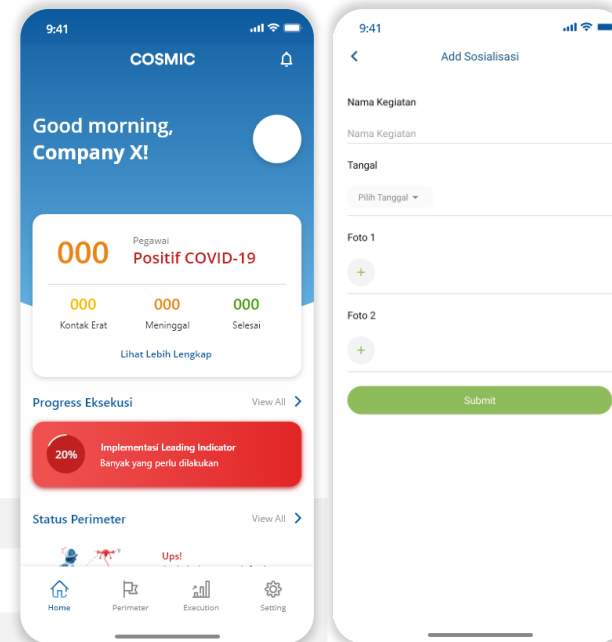 9:41
COSMIC
Good morning,
Company X!
000
Pegawai
Positif COVID-19
000
000
000
Kontak Erat
Meninggal
Selesai
Lihat Lebih Lengkap
Progress Eksekusi
View All
20%
Implementasi Leading Indicator
Banyak yang perlu dilakukan
Status Perimeter
View All
Ups!
Home
Perimeter
Execution
Setting
9:41
Add Sosialisasi
Nama Kegiatan
Nama Kegiatan
Tangal
Pilih Tanggal
Foto 1
+
Foto 2
+
Submit